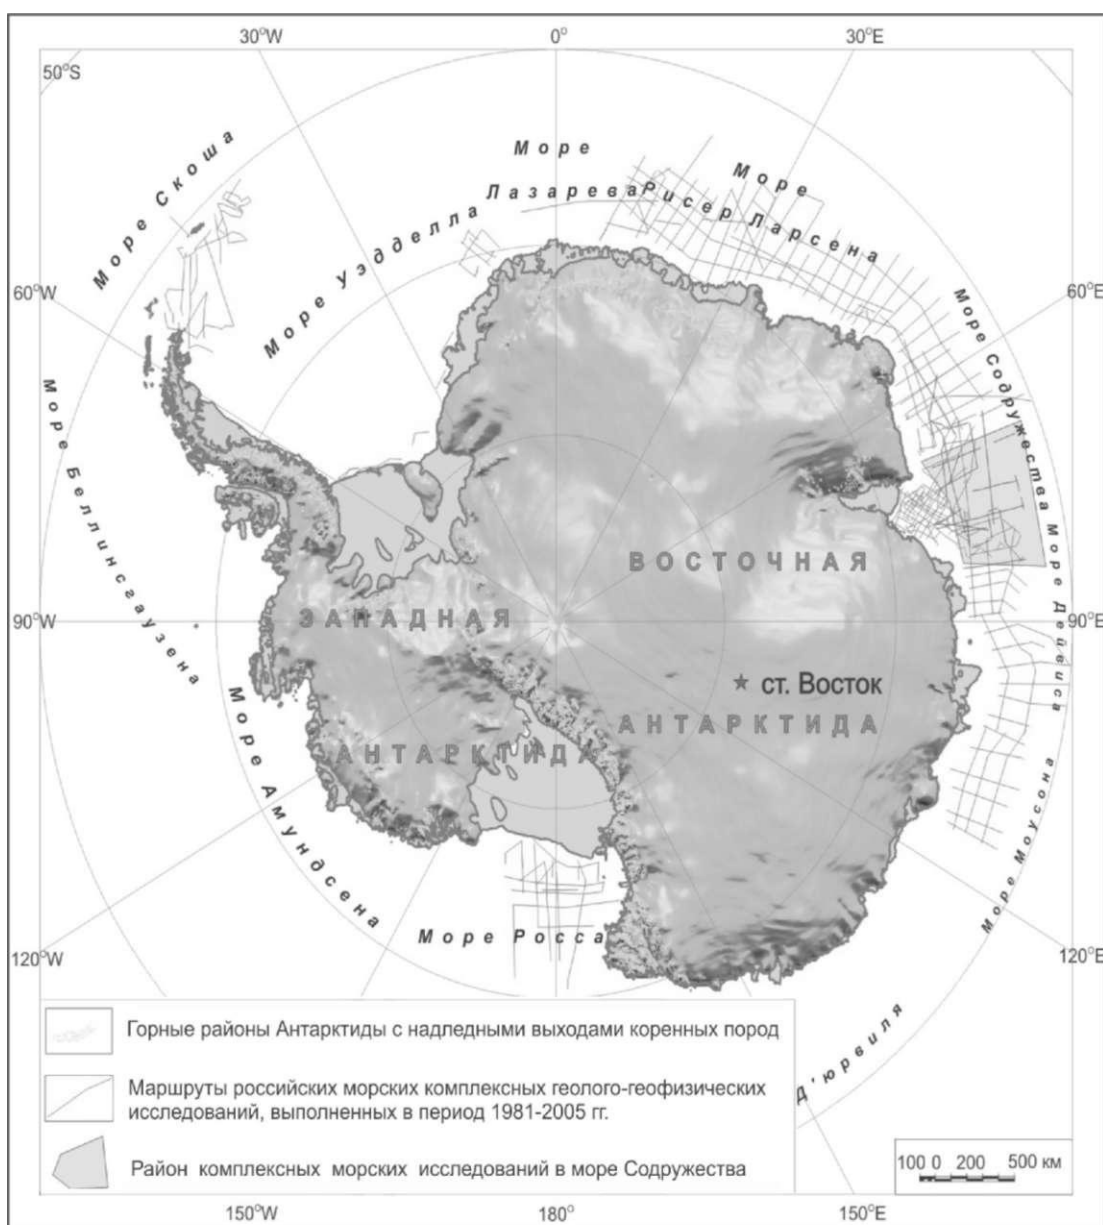 30°W
0°
30°E
50°S
Море Скоша
Море
Лазарева
Море
Рисер Ларсена
Море Уэдделла
60°W
60°E
Море Содружества
Море Беллинсгаузена
ВОСТОЧНАЯ
Море Дейвиса
90°W
ЗАПАДНАЯ
90°E
ст. Восток
АНТАРКТИДА
АНТАРКТИДА
Море Амундсена
Море Моусона
Море Росса
120°W
120°E
Д'юрвиля
Горные районы Антарктиды с надледными выходами коренных пород
Маршруты российских морских комплексных геолого-геофизических
исследований, выполненных в период 1981-2005 гг.
Район комплексных морских исследований в море Содружества
100 0 200 500 км
150°W
180°
150°E